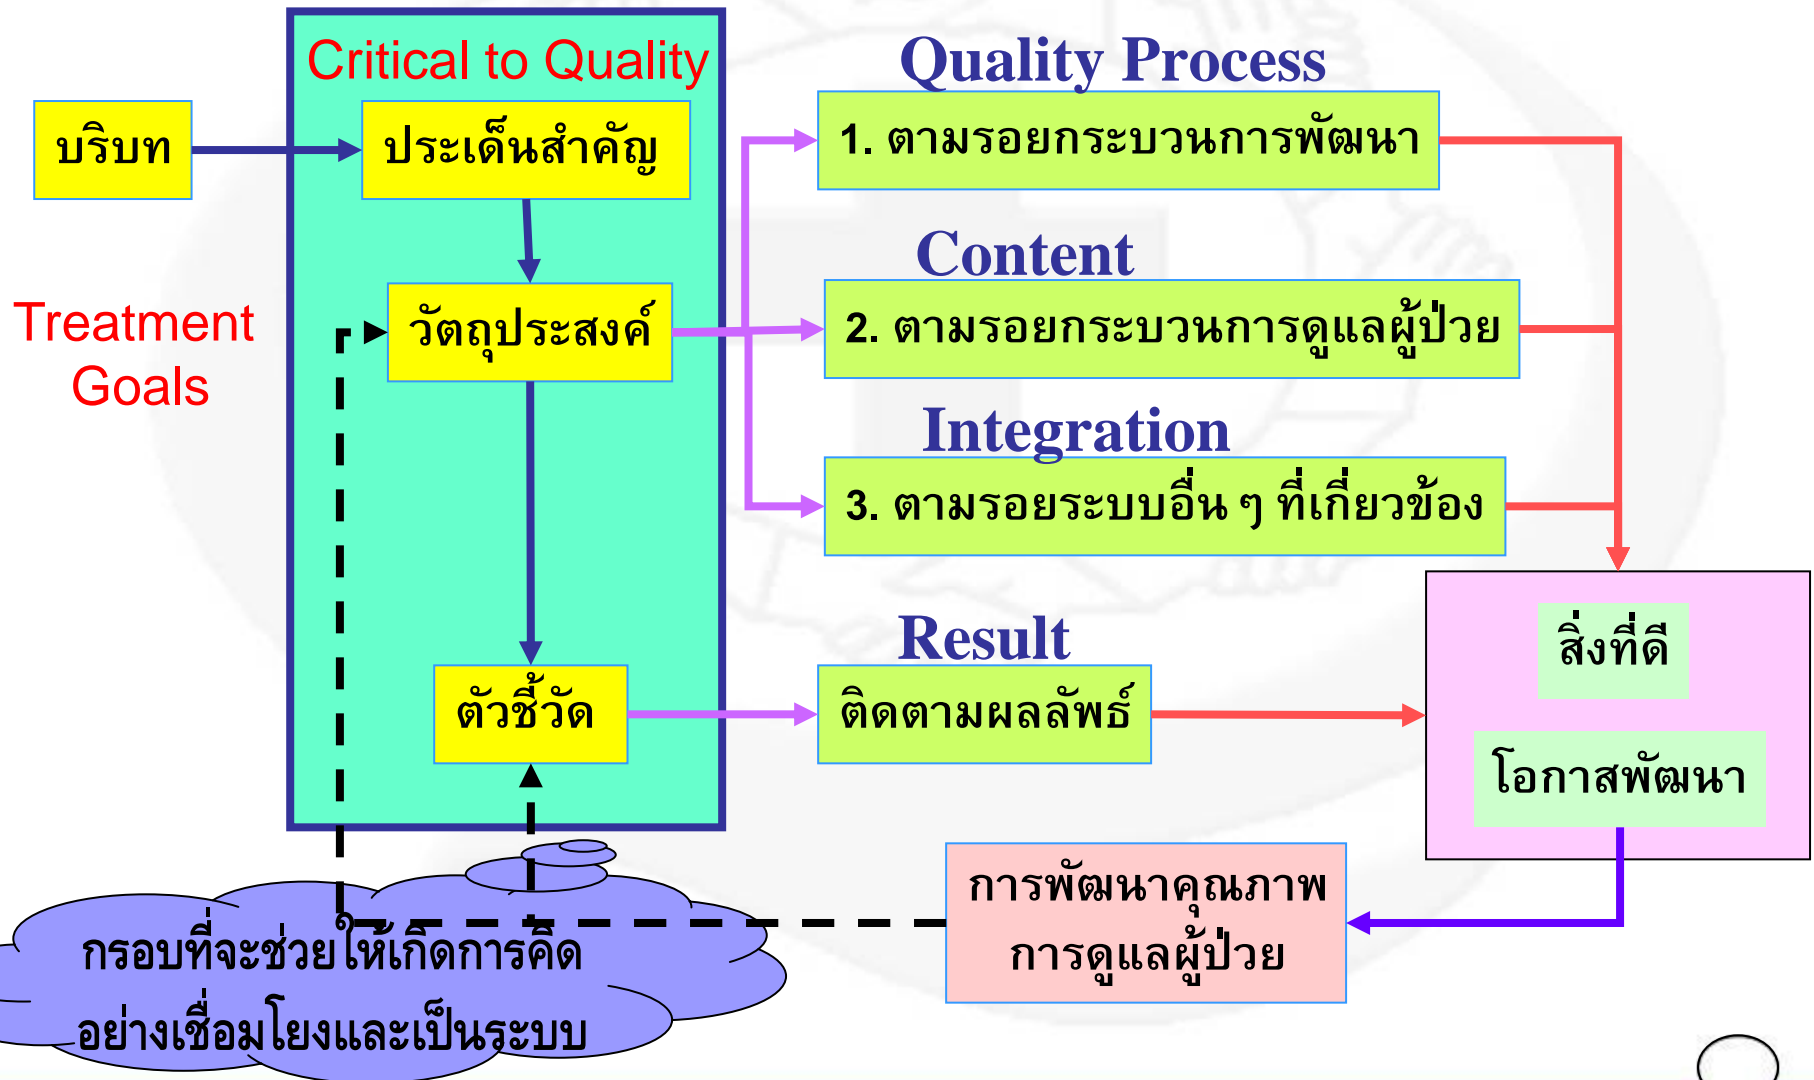 Critical to Quality
บริบท
ประเด็นสำคัญ
Quality Process
1. ตามรอยกระบวนการพัฒนา
Treatment
Goals
วัตถุประสงค์
Content
2. ตามรอยกระบวนการดูแลผู้ป่วย
Integration
3. ตามรอยระบบอื่น ๆ ที่เกี่ยวข้อง
ตัวชี้วัด
Result
ติดตามผลลัพธ์
สิ่งที่ดี
โอกาสพัฒนา
การพัฒนาคุณภาพ
การดูแลผู้ป่วย
กรอบที่จะช่วยให้เกิดการคิด
อย่างเชื่อมโยงและเป็นระบบ